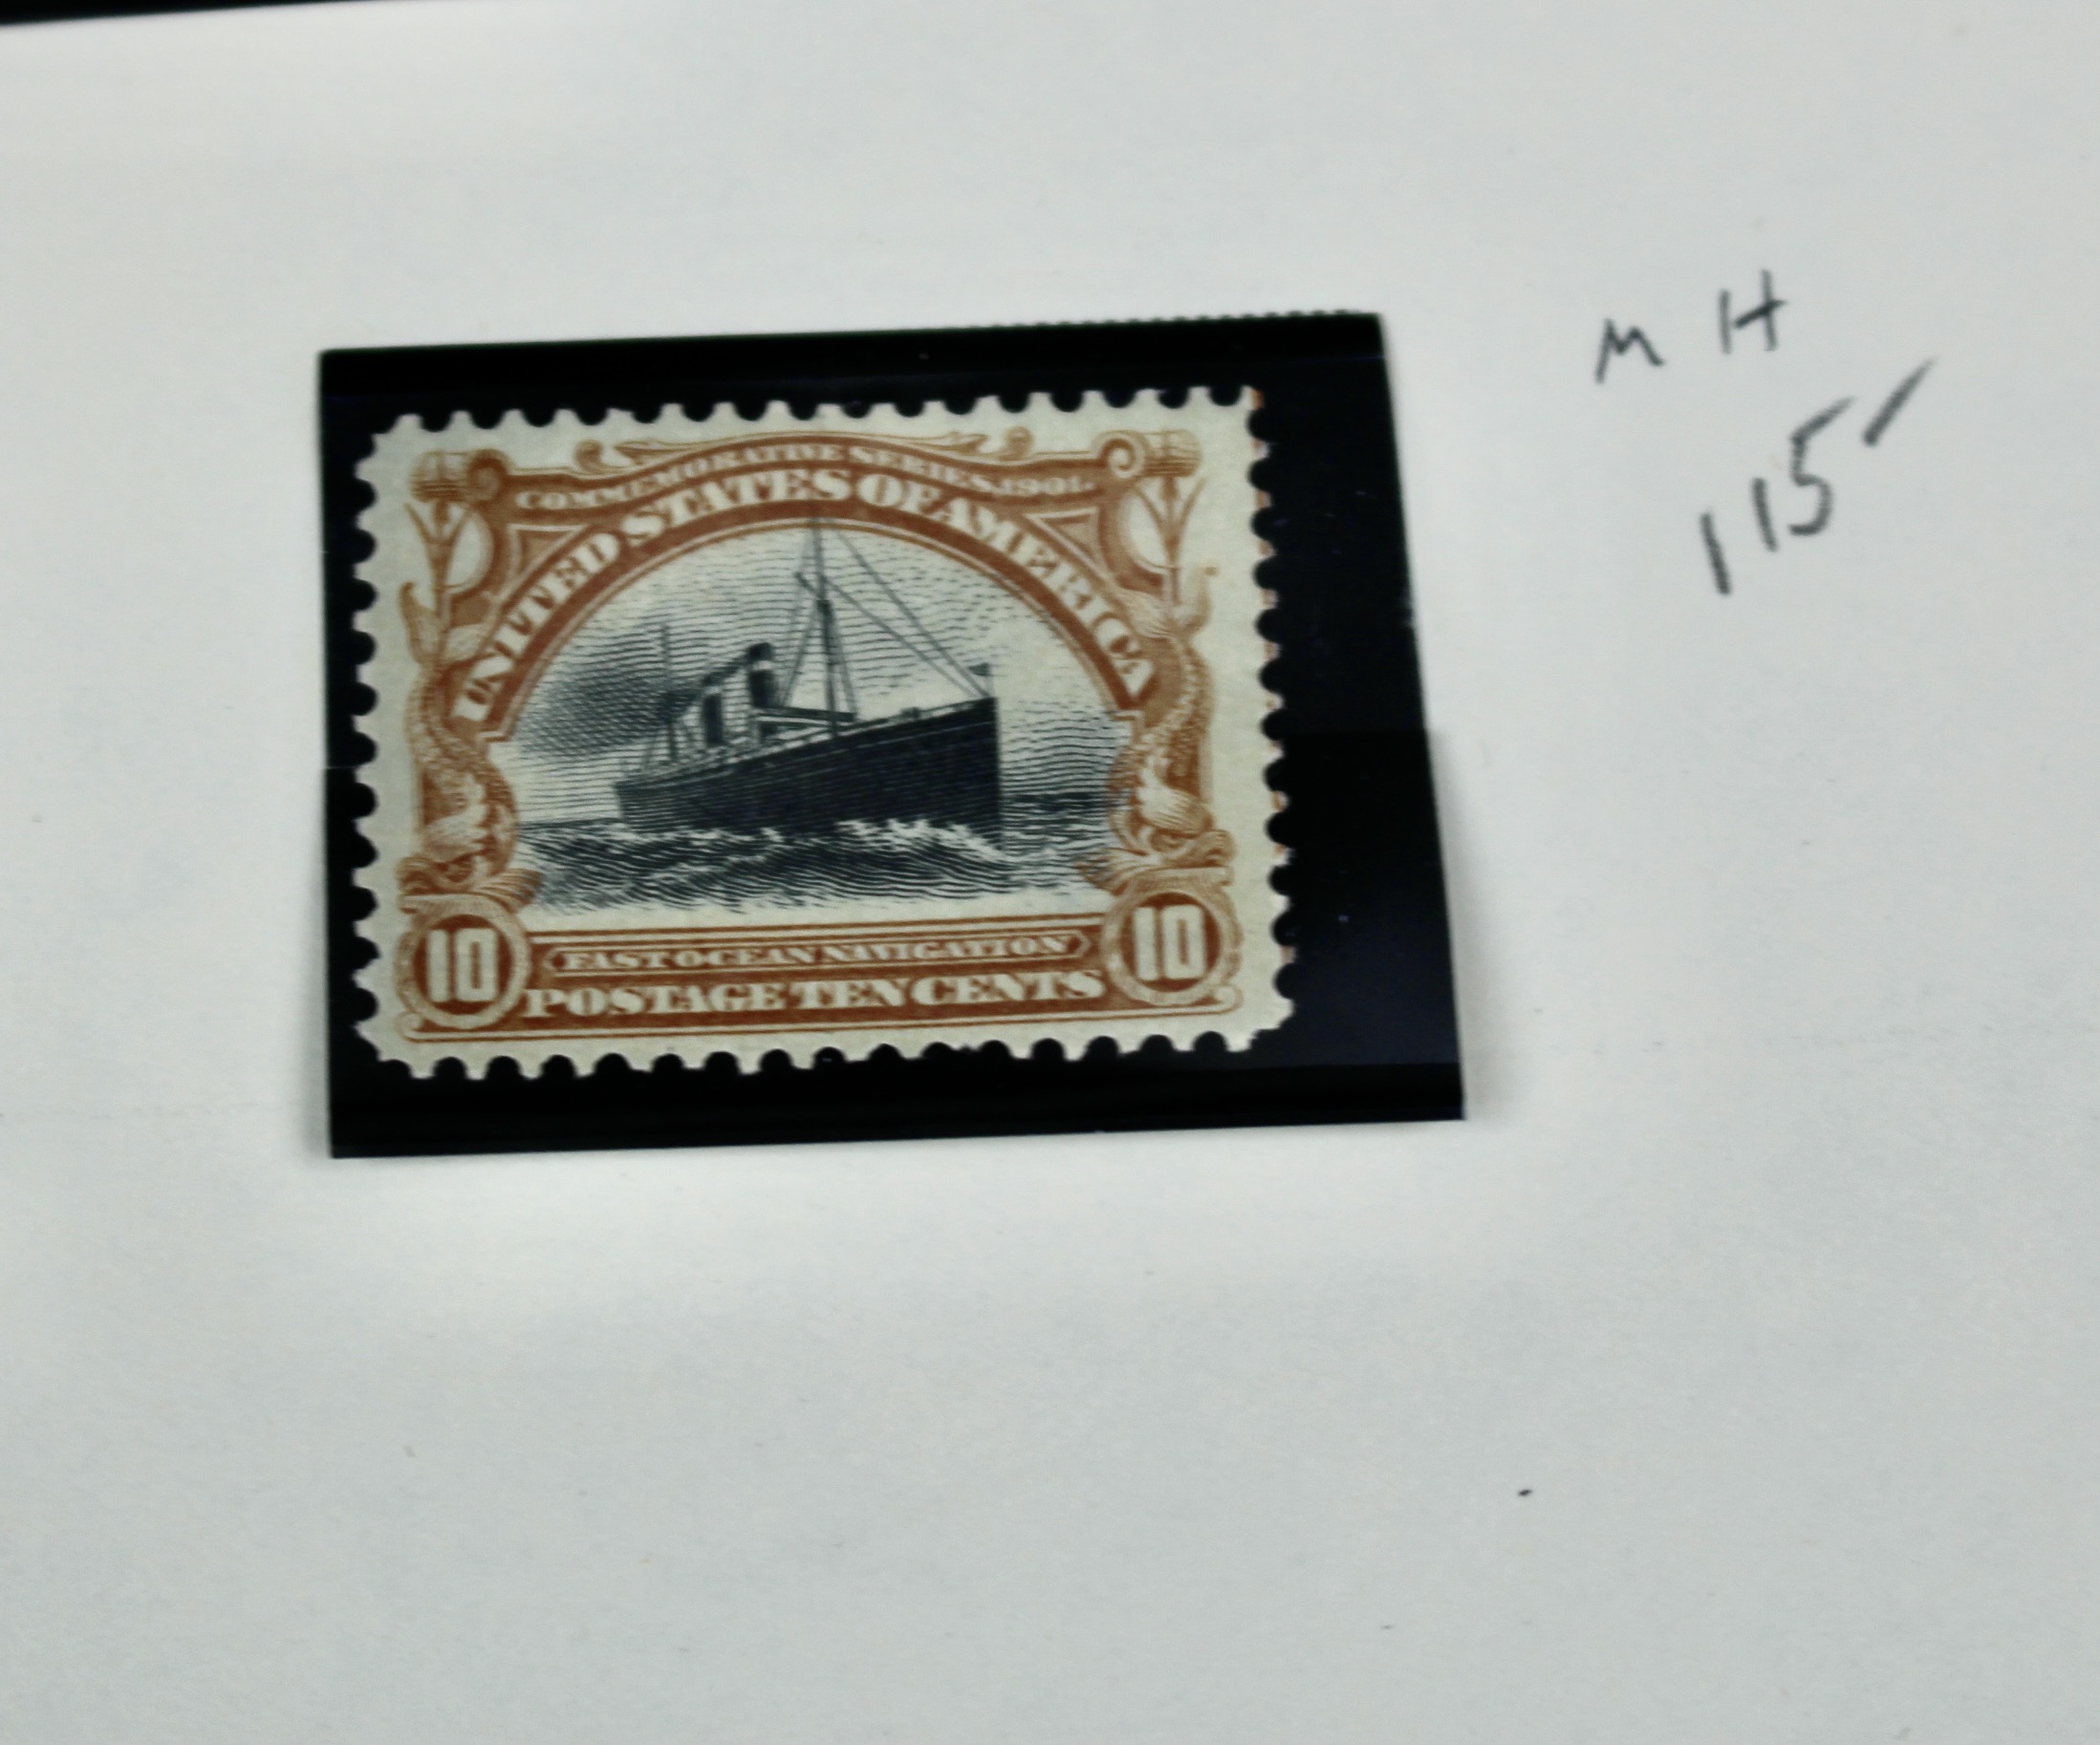 COMMEMORATIVE SERIES, 1901.
UNITED STATES OF AMERICA
10 FAST OCEAN NAVIGATION 10
POSTAGE TEN CENTS
M H
115